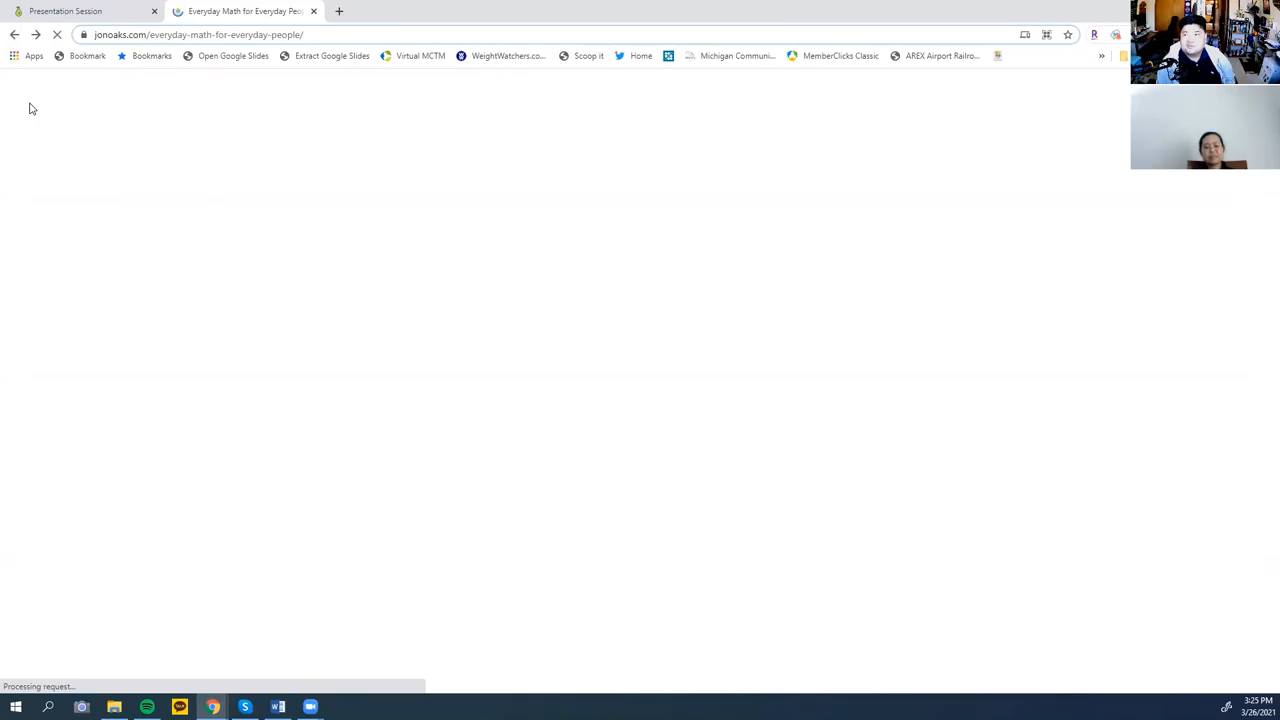 Presentation Session
Everyday Math for Everyday Peo
jonoaks.com/everyday-math-for-everyday-people/
Apps Bookmark Bookmarks Open Google Slides Extract Google Slides Virtual MCTM WeightWatchers.co... Scoop it Home Michigan Communi... MemberClicks Classic AREX Airport Railro... »
R
Processing request...
TALK
3:25 PM
3/26/2021